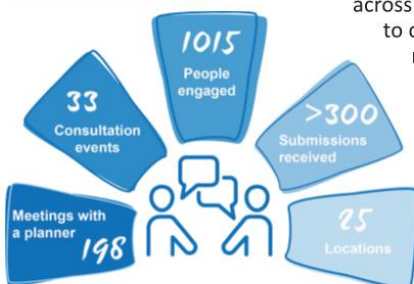 across
to
1015
People
engaged
33
Consultation
events
>300
Submissions
received
Meetings with
a planner
198
25
Locations